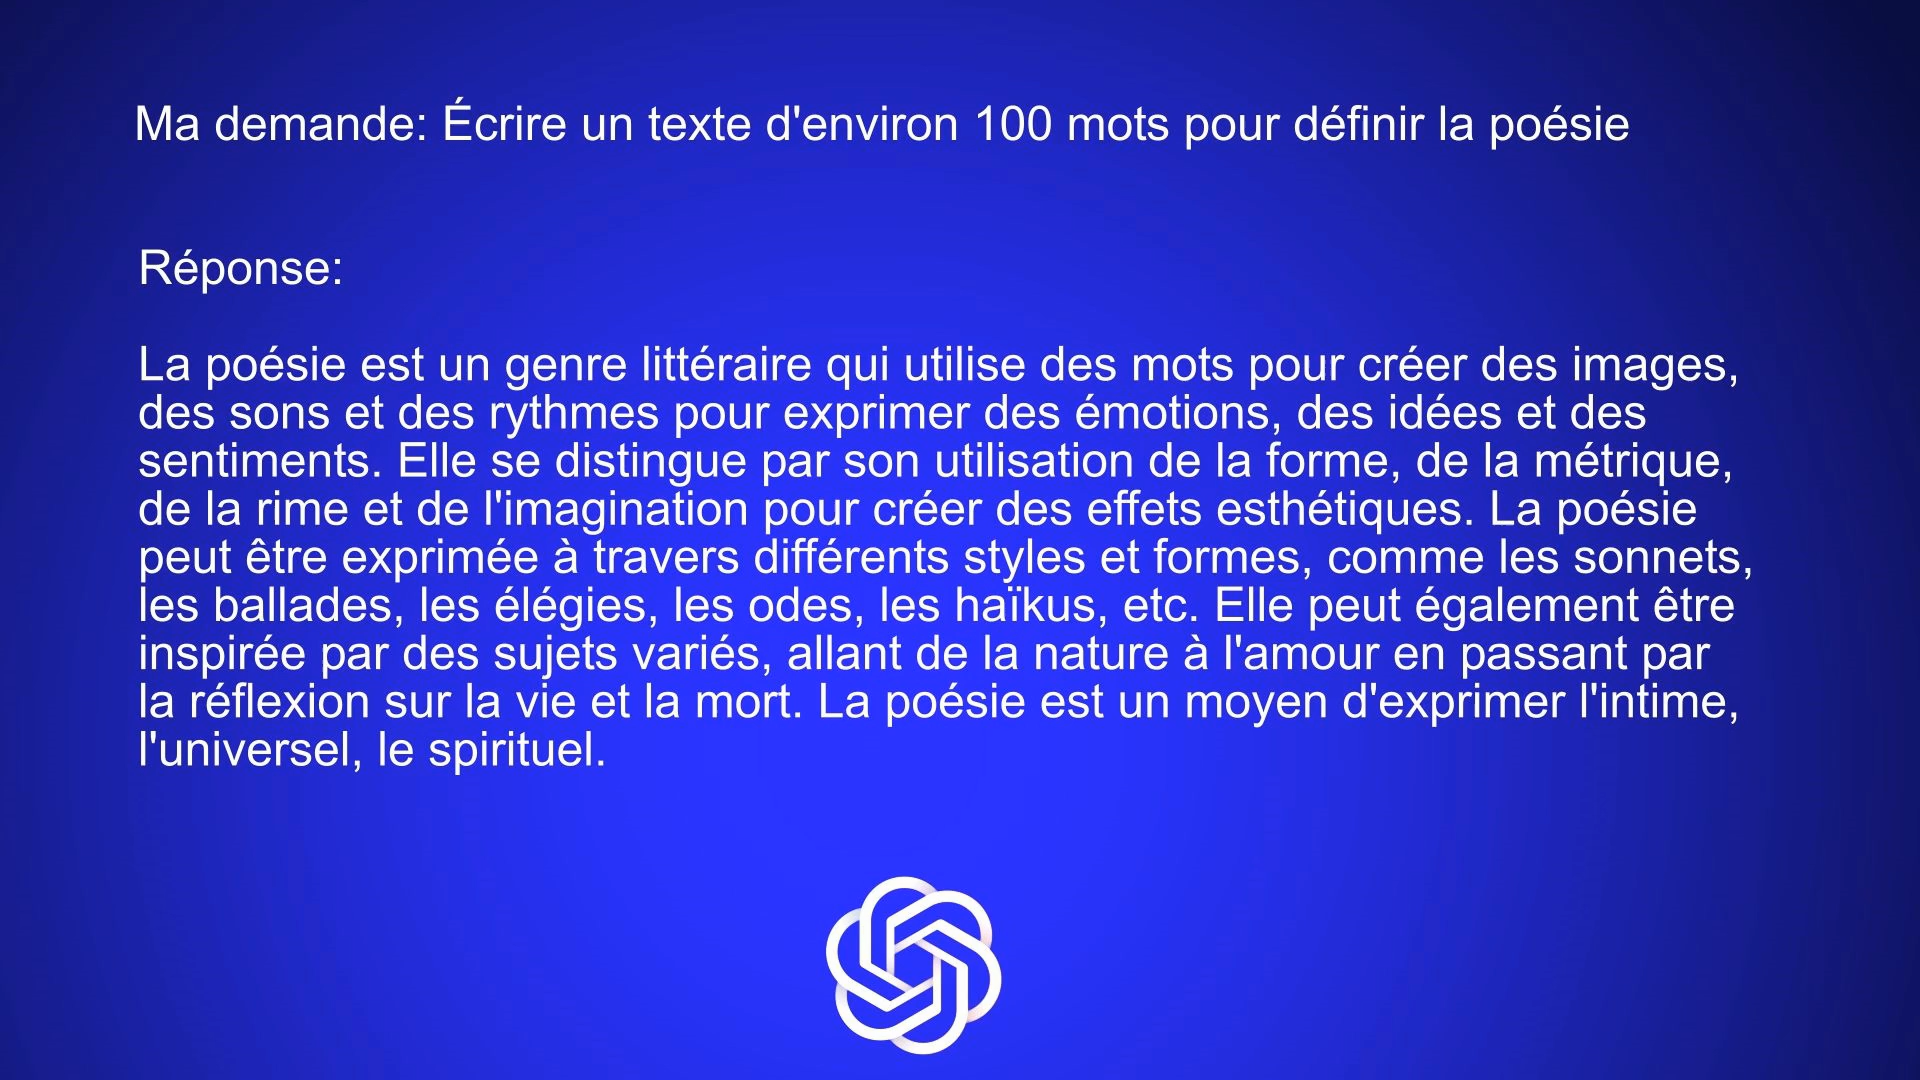 Ma demande: Écrire un texte d'environ 100 mots pour définir la poésie
Réponse:
La poésie est un genre littéraire qui utilise des mots pour créer des images,
des sons et des rythmes pour exprimer des émotions, des idées et des
sentiments. Elle se distingue par son utilisation de la forme, de la métrique,
de la rime et de l'imagination pour créer des effets esthétiques. La poésie
peut être exprimée à travers différents styles et formes, comme les sonnets,
les ballades, les élégies, les odes, les haïkus, etc. Elle peut également être
inspirée par des sujets variés, allant de la nature à l'amour en passant par
la réflexion sur la vie et la mort. La poésie est un moyen d'exprimer l'intime,
l'universel, le spirituel.